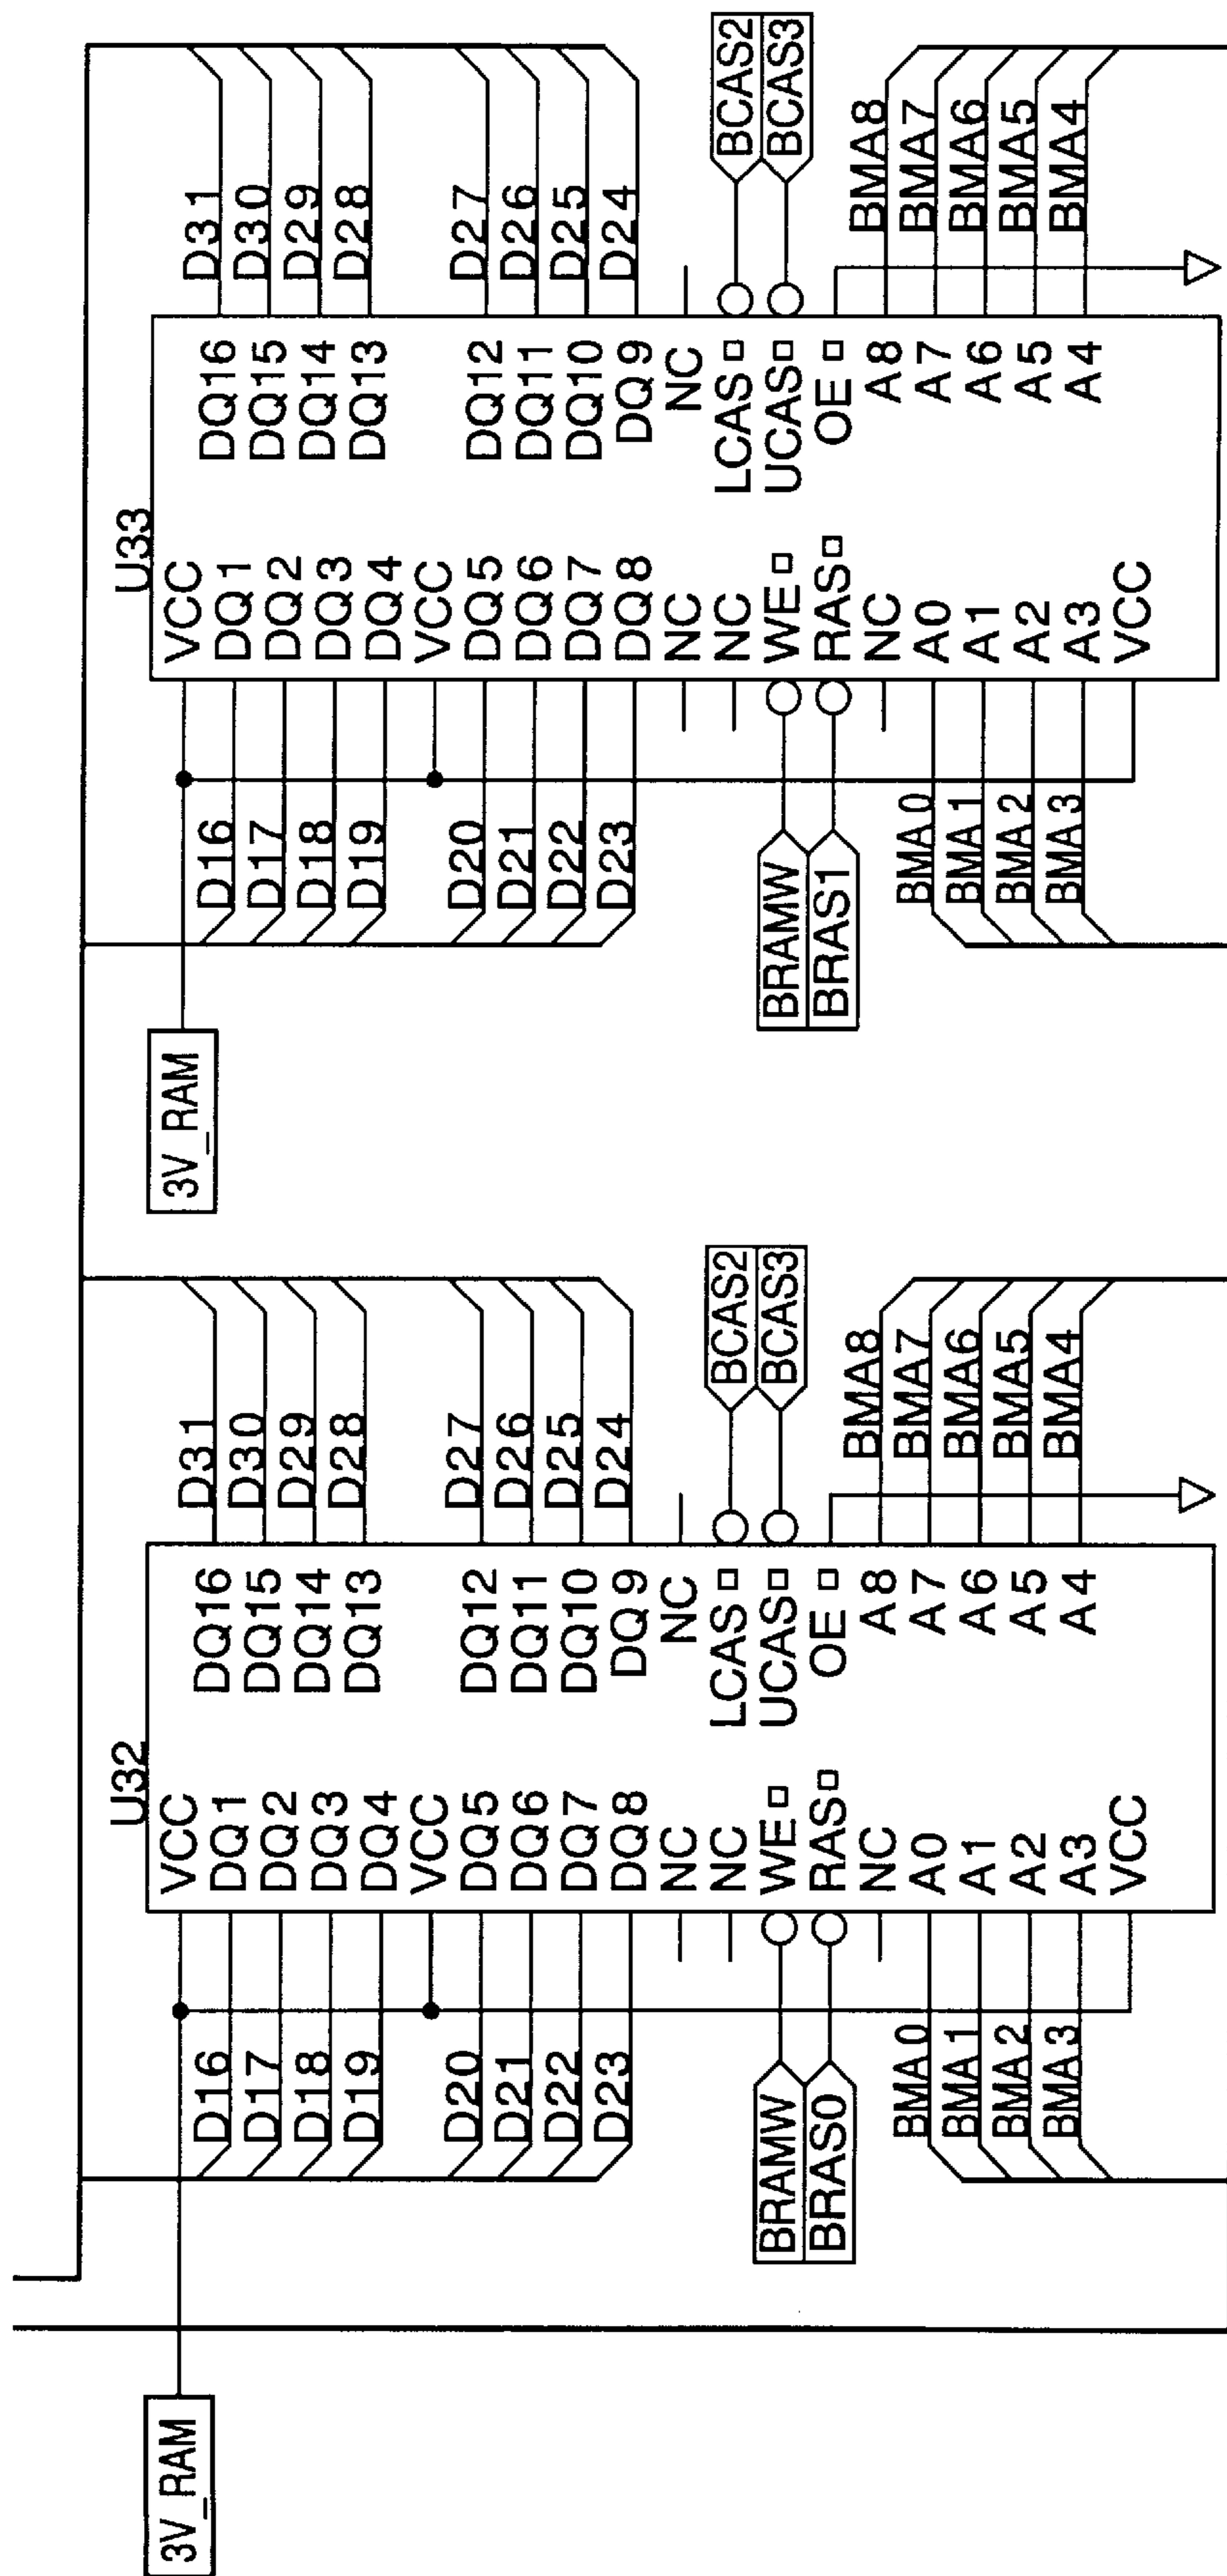 3V_RAM
U32
VCC
DQ1
DQ2
DQ3
DQ4
VCC
DQ5
DQ6
DQ7
DQ8
NC
NC
WE
RAS
NC
A0
A1
A2
A3
VCC
DQ16
DQ15
DQ14
DQ13
DQ12
DQ11
DQ10
DQ9
NC
LCAS
UCAS
OE
A8
A7
A6
A5
A4
D16
D17
D18
D19
D20
D21
D22
D23
BRAMW
BRAS0
BMA0
BMA1
BMA2
BMA3
D31
D30
D29
D28
D27
D26
D25
D24
BCAS2
BCAS3
BMA8
BMA7
BMA6
BMA5
BMA4
3V_RAM
U33
VCC
DQ1
DQ2
DQ3
DQ4
VCC
DQ5
DQ6
DQ7
DQ8
NC
NC
WE
RAS
NC
A0
A1
A2
A3
VCC
DQ16
DQ15
DQ14
DQ13
DQ12
DQ11
DQ10
DQ9
NC
LCAS
UCAS
OE
A8
A7
A6
A5
A4
D16
D17
D18
D19
D20
D21
D22
D23
BRAMW
BRAS1
BMA0
BMA1
BMA2
BMA3
D31
D30
D29
D28
D27
D26
D25
D24
BCAS2
BCAS3
BMA8
BMA7
BMA6
BMA5
BMA4